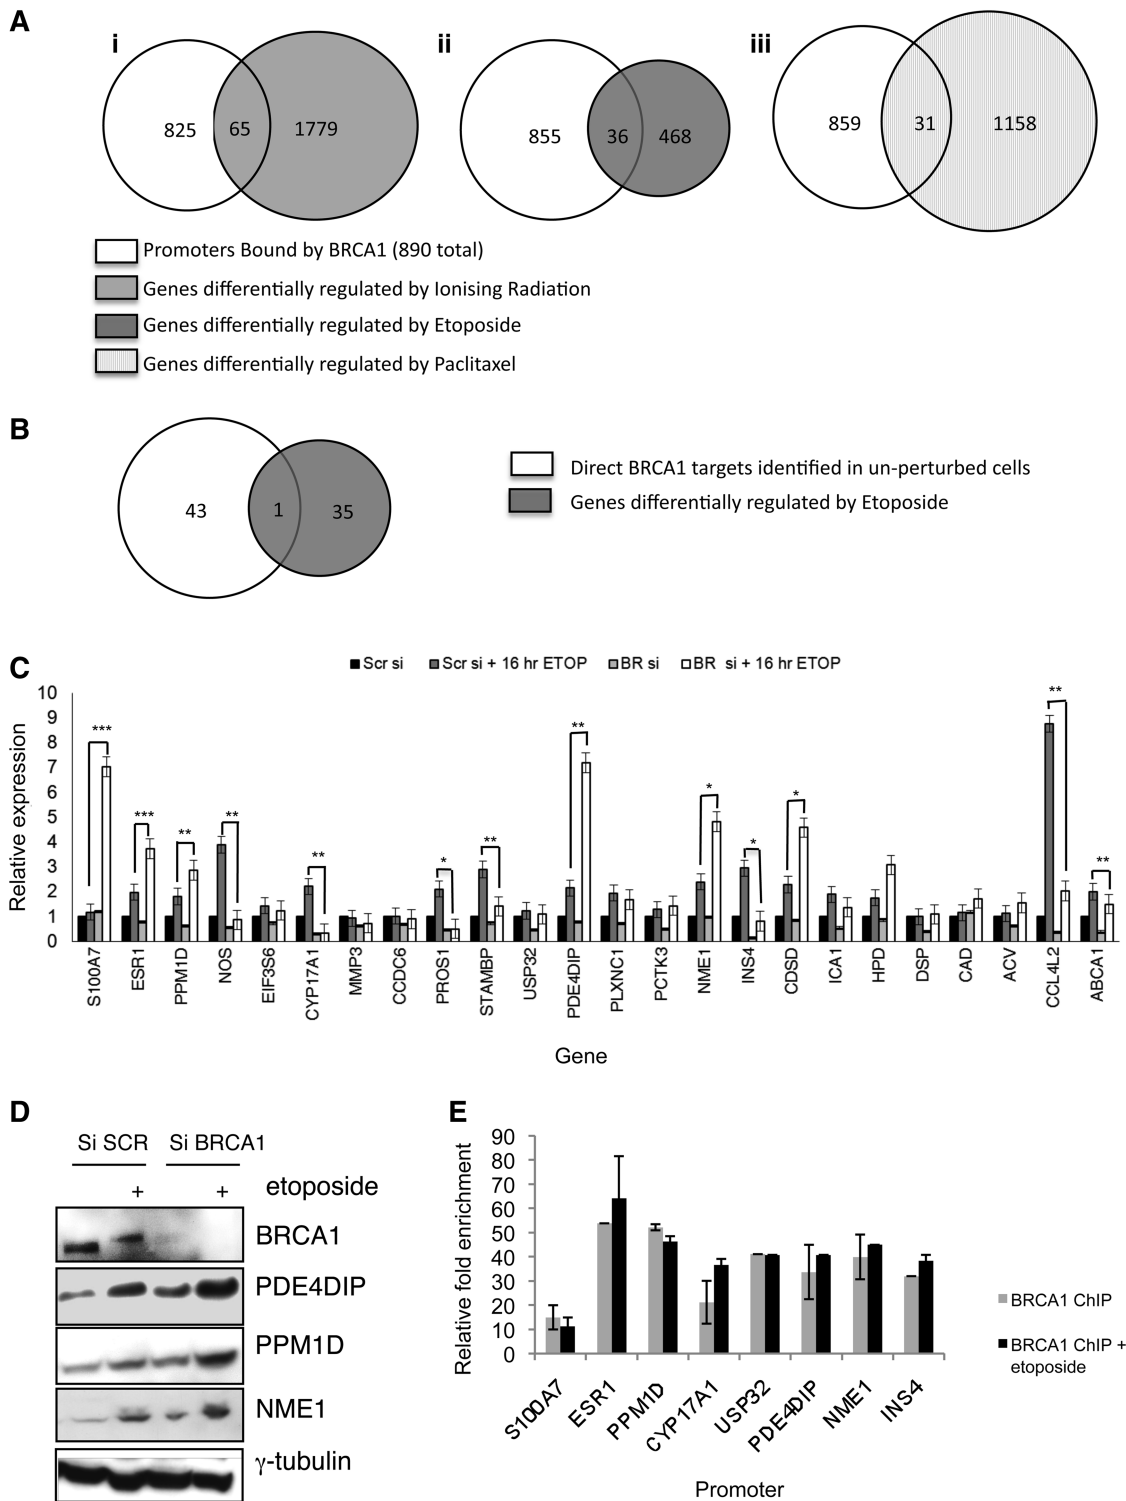 A
i
ii
iii
825
65
1779
855
36
468
859
31
1158
Promoters Bound by BRCA1 (890 total)
Genes differentially regulated by Ionising Radiation
Genes differentially regulated by Etoposide
Genes differentially regulated by Paclitaxel
B
43
1
35
Direct BRCA1 targets identified in un-perturbed cells
Genes differentially regulated by Etoposide
C
Scr si
Scr si + 16 hr ETOP
BR si
BR si + 16 hr ETOP
Relative expression
10
9
8
7
6
5
4
3
2
1
0
***
***
**
**
**
*
**
**
*
*
*
**
**
S100A7
ESR1
PPM1D
NOS
EIF3S6
CYP17A1
MMP3
CCDC6
PROS1
STAMBP
USP32
PDE4DIP
PLXNC1
PCTK3
NME1
INS4
CDSD
ICA1
HPD
DSP
CAD
ACV
CCL4L2
ABCA1
Gene
D
Si SCR
Si BRCA1
+
+
etoposide
BRCA1
PDE4DIP
PPM1D
NME1
γ-tubulin
E
Relative fold enrichment
90
80
70
60
50
40
30
20
10
0
S100A7
ESR1
PPM1D
CYP17A1
USP32
PDE4DIP
NME1
INS4
Promoter
BRCA1 ChIP
BRCA1 ChIP +
etoposide